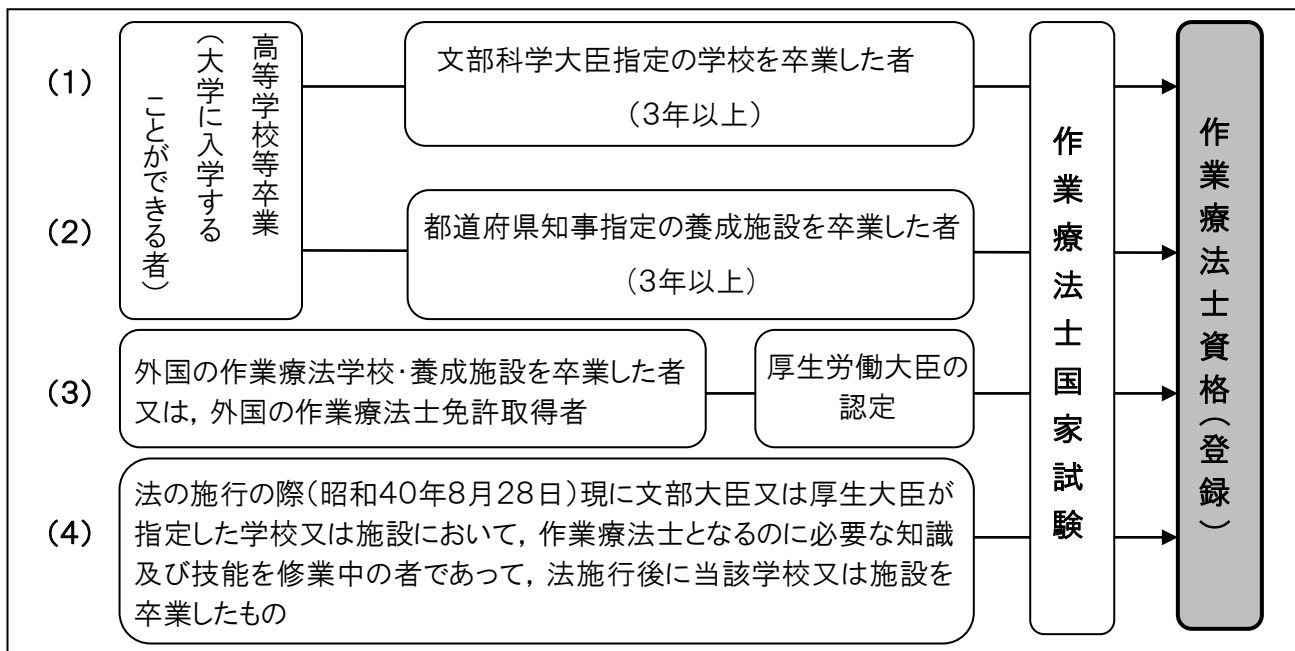 (1)
(2)
(3)
(4)
高等学校等卒業
（大学に入学する
ことができる者）
文部科学大臣指定の学校を卒業した者
（3年以上）
都道府県知事指定の養成施設を卒業した者
（3年以上）
外国の作業療法学校・養成施設を卒業した者
又は，外国の作業療法士免許取得者
厚生労働大臣の
認定
法の施行の際（昭和40年8月28日）現に文部大臣又は厚生大臣が
指定した学校又は施設において，作業療法士となるのに必要な知識
及び技能を修業中の者であって，法施行後に当該学校又は施設を
卒業したもの
作業療法士国家試験
作業療法士資格（登録）